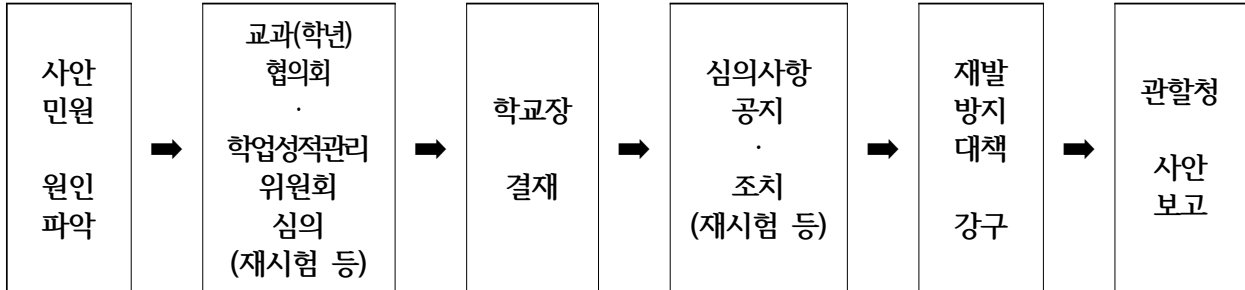 사안
민원
원인
파악
➡
교과(학년)
협의회
·
학업성적관리
위원회
심의
(재시험 등)
➡
학교장
결재
➡
심의사항
공지
·
조치
(재시험 등)
➡
재발
방지
대책
강구
➡
관할청
사안
보고